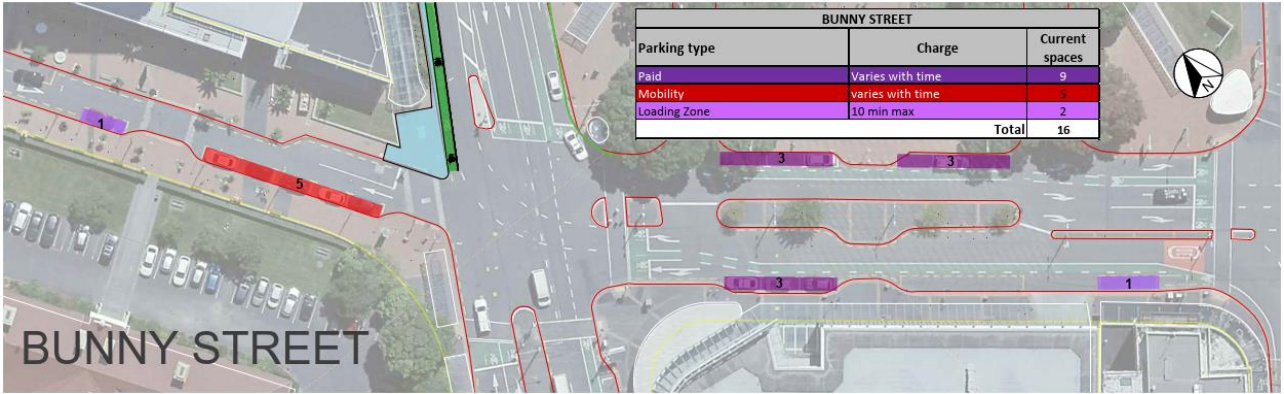 BUNNY STREET
Parking type Charge Current spaces
Paid Varies with time 9
Mobility varies with time 5
Loading Zone 10 min max 2
Total 16
N
1
5
3
3
3
1
BUNNY STREET